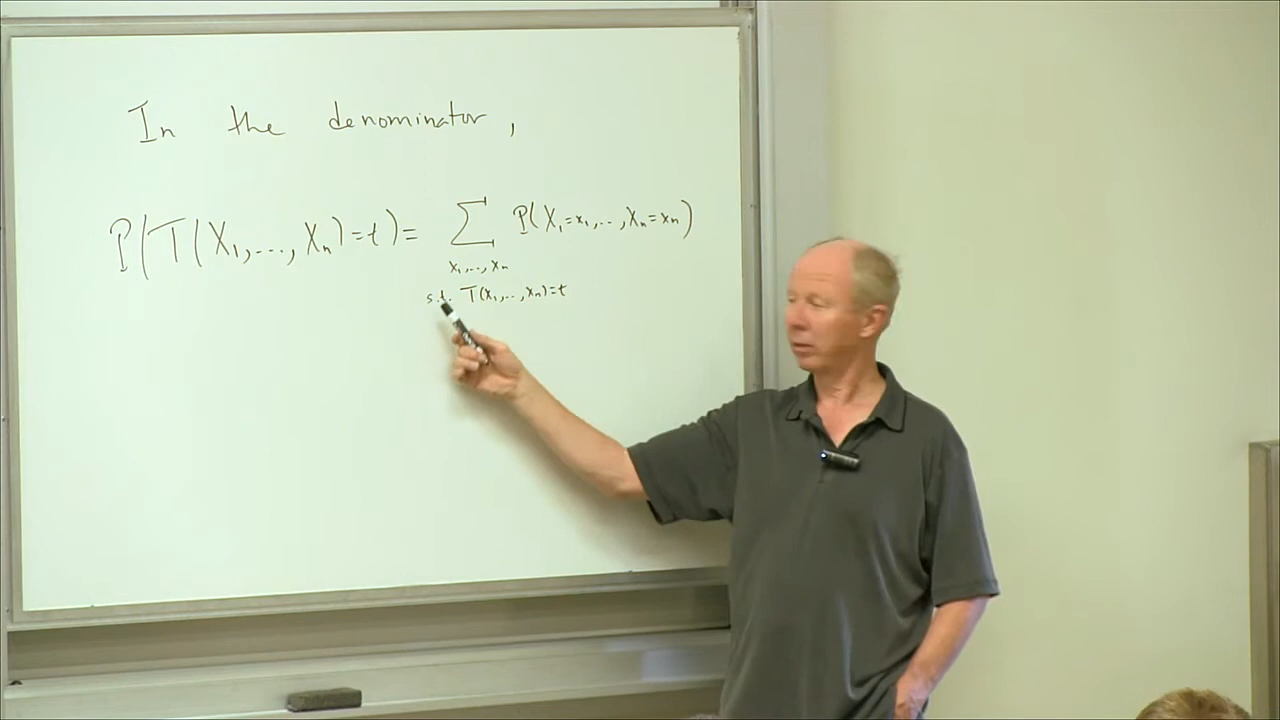 In the denominator,
P(T(X₁,...,Xₙ)=t)= ∑ P(X₁=x₁,..,Xₙ=xₙ)
x₁,..,xₙ
s.t. T(x₁,..,xₙ)=t